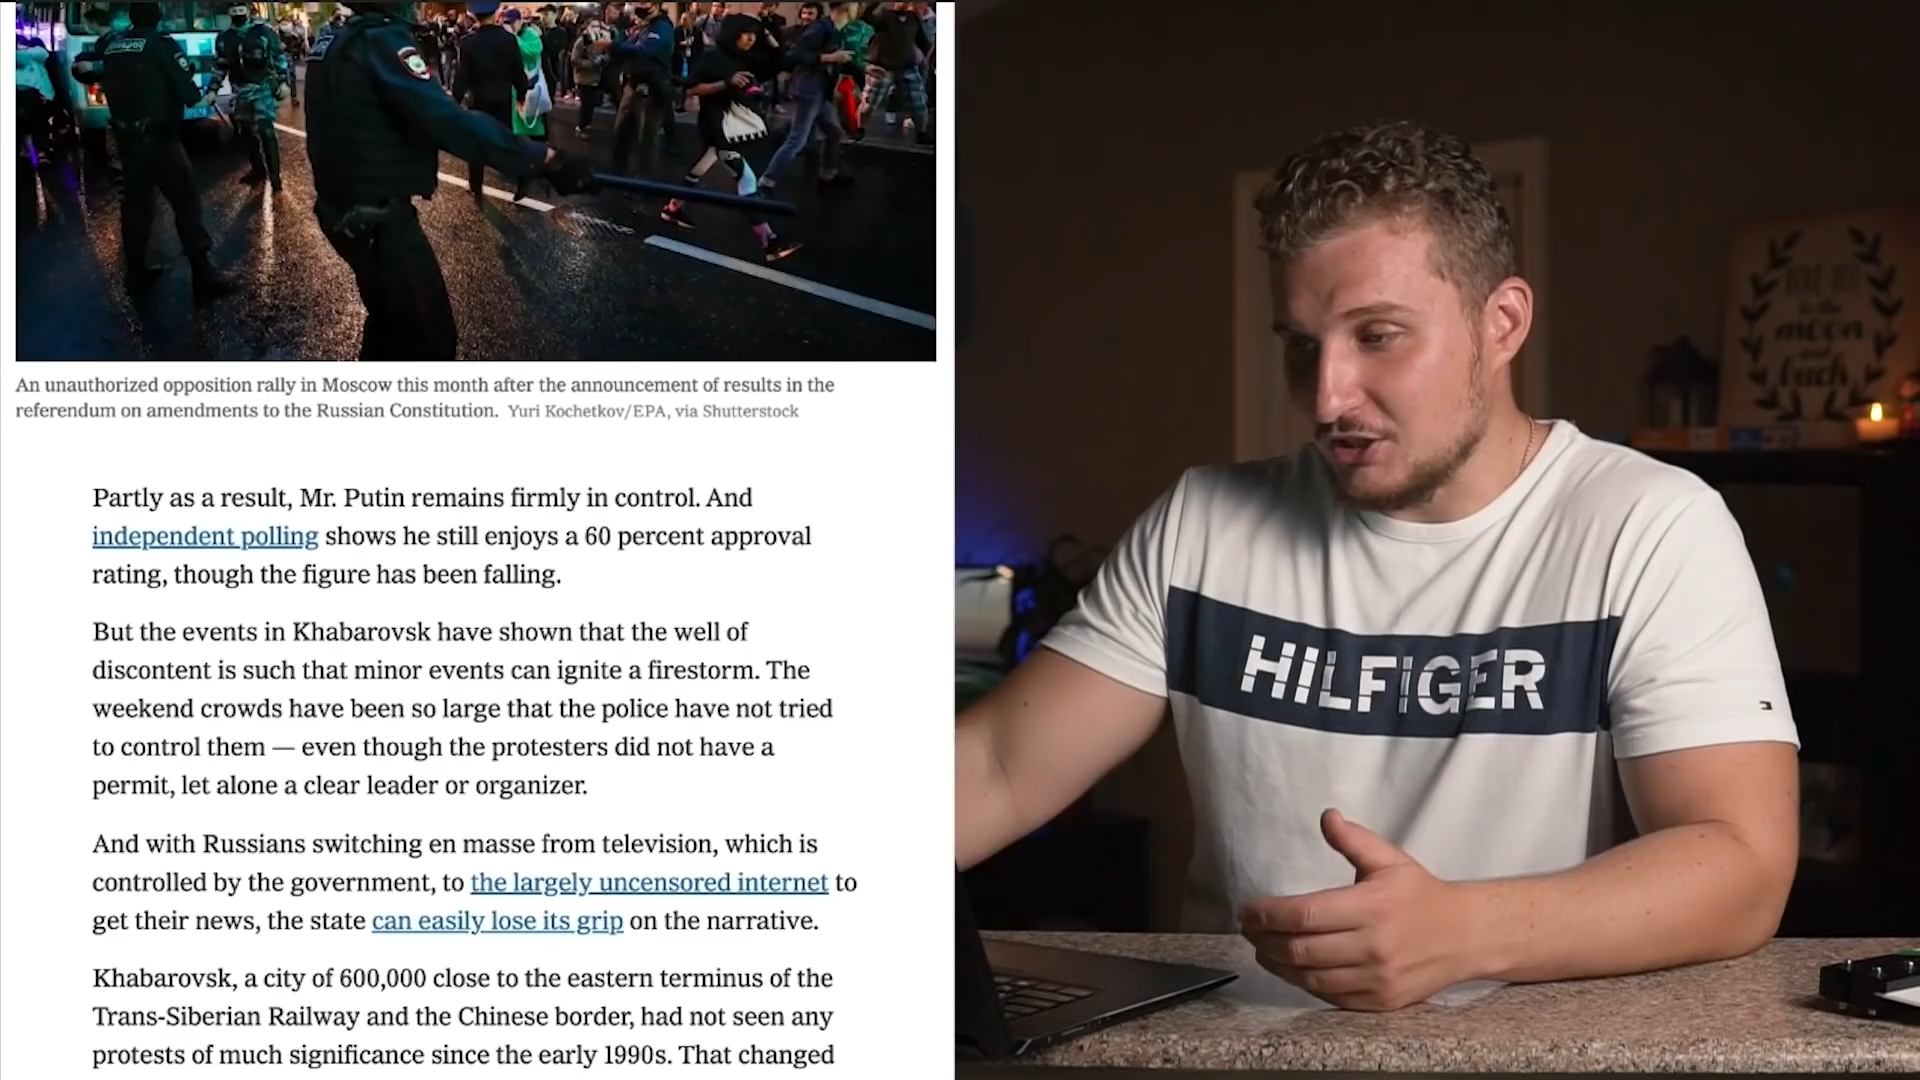 An unauthorized opposition rally in Moscow this month after the announcement of results in the
referendum on amendments to the Russian Constitution. Yuri Kochetkov/EPA, via Shutterstock
Partly as a result, Mr. Putin remains firmly in control. And
independent polling shows he still enjoys a 60 percent approval
rating, though the figure has been falling.
But the events in Khabarovsk have shown that the well of
discontent is such that minor events can ignite a firestorm. The
weekend crowds have been so large that the police have not tried
to control them — even though the protesters did not have a
permit, let alone a clear leader or organizer.
And with Russians switching en masse from television, which is
controlled by the government, to the largely uncensored internet to
get their news, the state can easily lose its grip on the narrative.
Khabarovsk, a city of 600,000 close to the eastern terminus of the
Trans-Siberian Railway and the Chinese border, had not seen any
protests of much significance since the early 1990s. That changed
HILFIGER
to the
moon
and
back